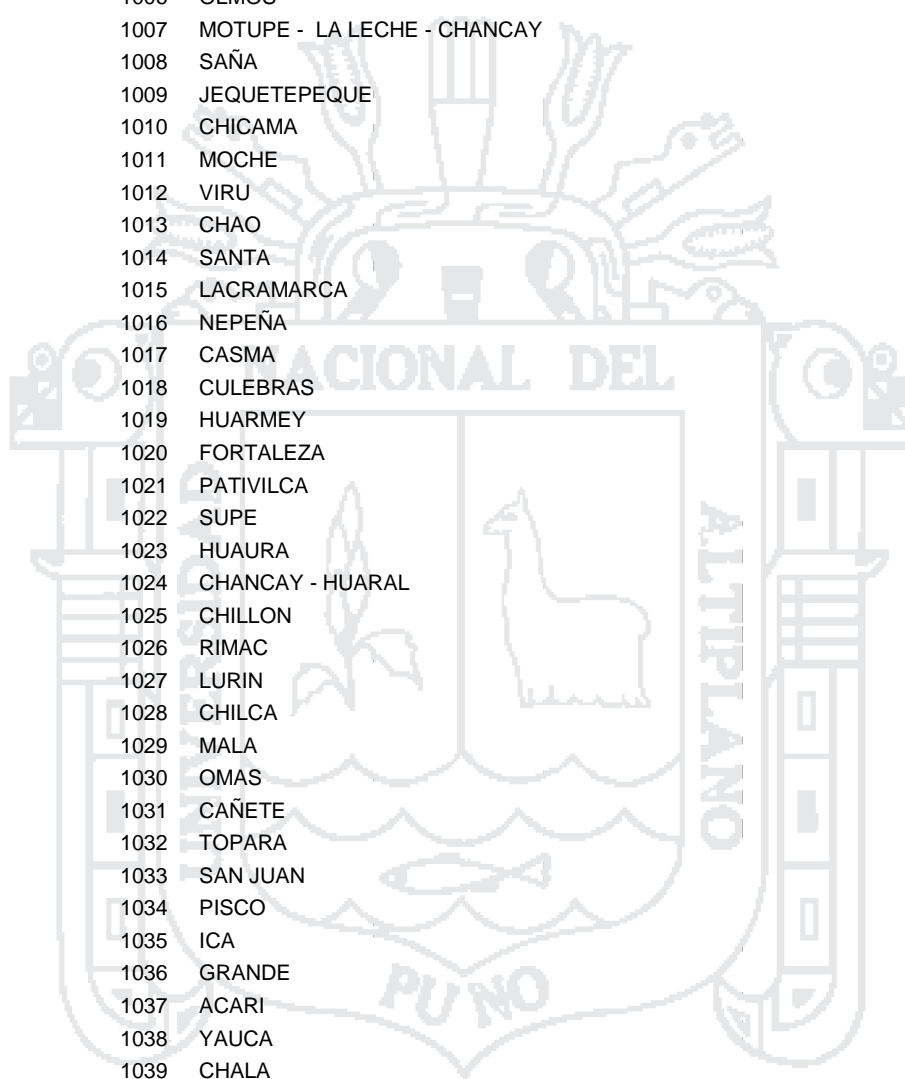 1006 OLMOS
1007 MOTUPE - LA LECHE - CHANCAY
1008 SAÑA
1009 JEQUETEPEQUE
1010 CHICAMA
1011 MOCHE
1012 VIRU
1013 CHAO
1014 SANTA
1015 LACRAMARCA
1016 NEPEÑA
1017 CASMA
1018 CULEBRAS
1019 HUARMEY
1020 FORTALEZA
1021 PATIVILCA
1022 SUPE
1023 HUAURA
1024 CHANCAY - HUARAL
1025 CHILLON
1026 RIMAC
1027 LURIN
1028 CHILCA
1029 MALA
1030 OMAS
1031 CAÑETE
1032 TOPARA
1033 SAN JUAN
1034 PISCO
1035 ICA
1036 GRANDE
1037 ACARI
1038 YAUCA
1039 CHALA
UNIVERSIDAD
NACIONAL DEL
ALTIPLANO
PUNO